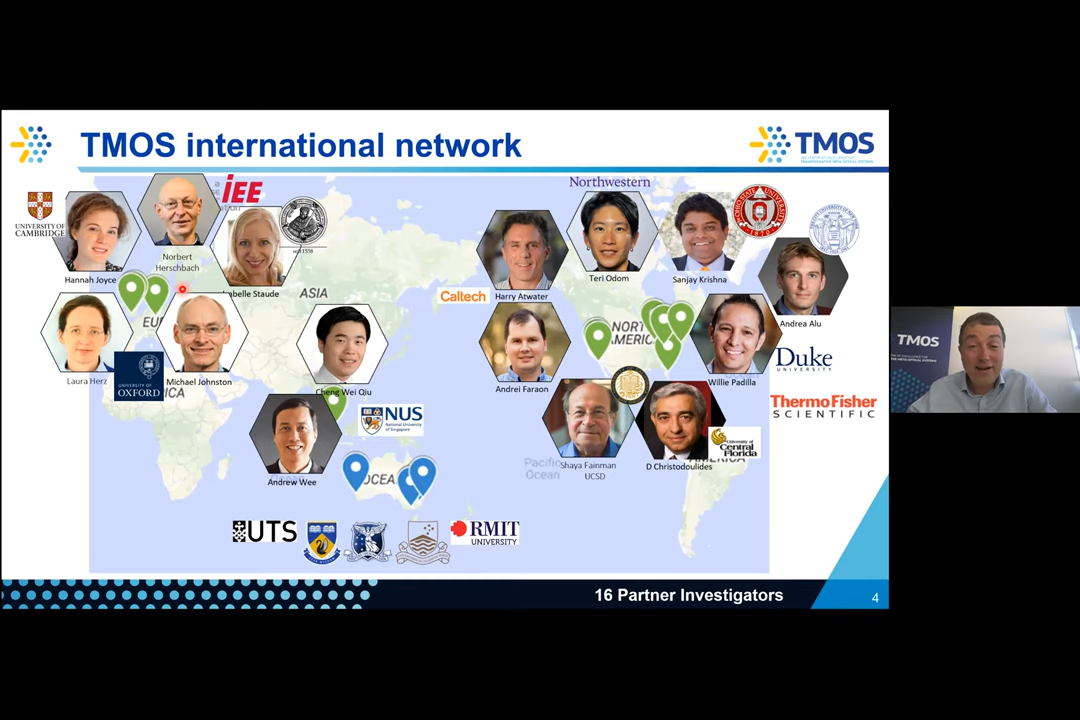 TMOS international network
TMOS
iEE
Northwestern
UNIVERSITY OF
CAMBRIDGE
Norbert
Herschbach
Hannah Joyce
Isabelle Staude
ASIA
Teri Odom
Sanjay Krishna
Caltech
Harry Atwater
Andrea Alu
Laura Herz
UNIVERSITY OF
OXFORD
Michael Johnston
Cheng Wei Qiu
Andrei Faraon
Willie Padilla
Duke
UNIVERSITY
ThermoFisher
SCIENTIFIC
TMOS
NUS
National University
of Singapore
Andrew Wee
Pacific
Ocean
Shaya Fainman
UCSD
D Christodoulides
University of
Central
Florida
UTS
RMIT
UNIVERSITY
16 Partner Investigators
4